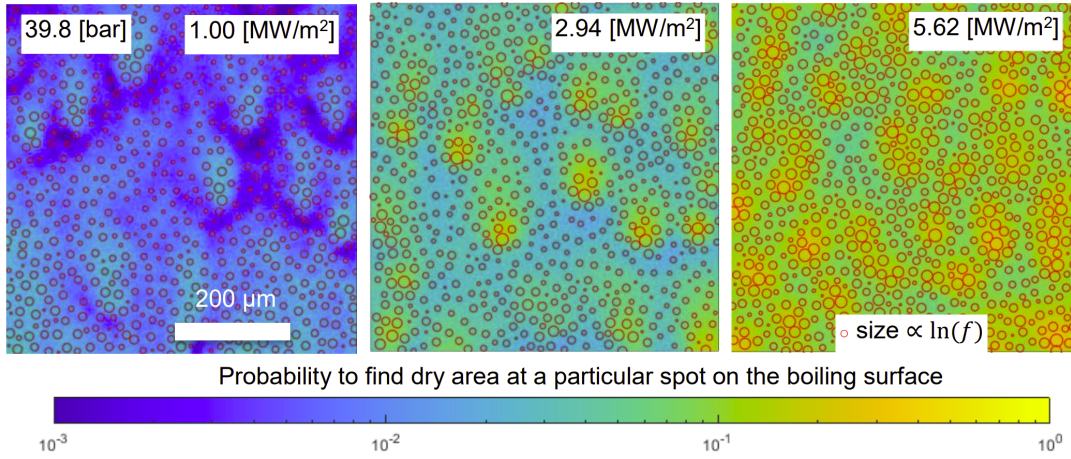 39.8 [bar]
1.00 [MW/m²]
2.94 [MW/m²]
5.62 [MW/m²]
200 μm
size ∝ ln(f)
Probability to find dry area at a particular spot on the boiling surface
10⁻³ 10⁻² 10⁻¹ 10⁰